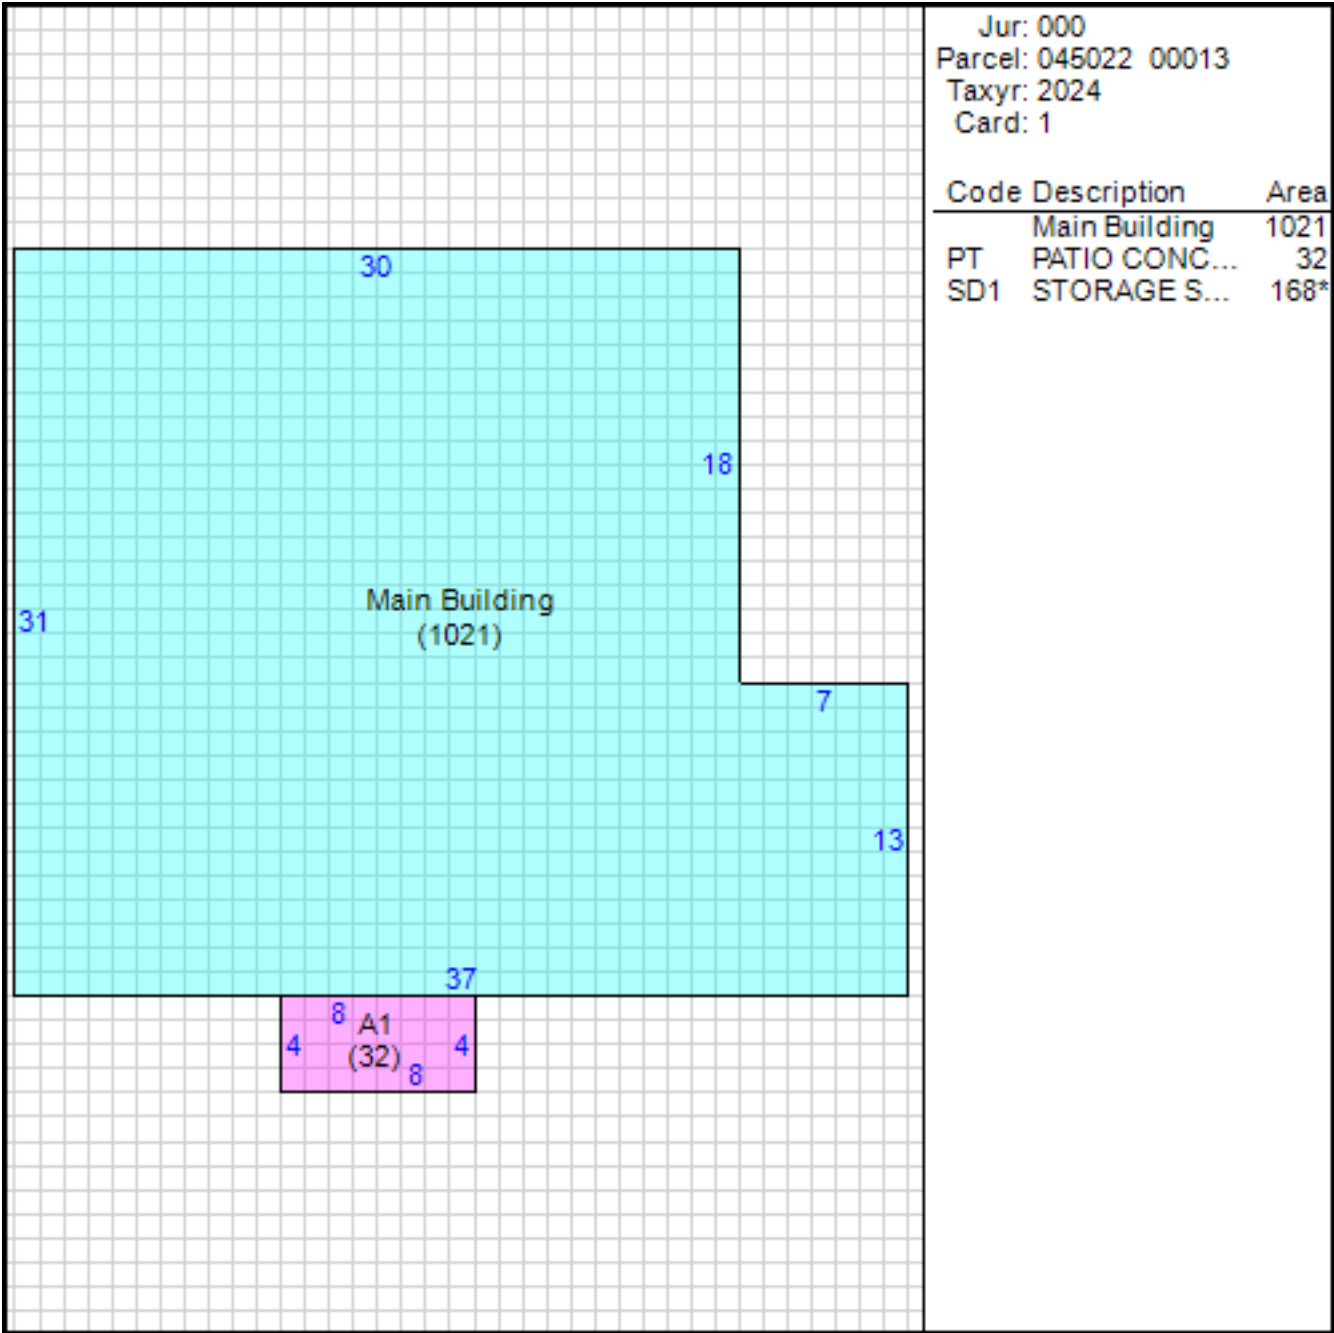 Jur: 000
Parcel: 045022 00013
Taxyr: 2024
Card: 1
Code Description Area
Main Building 1021
PT PATIO CONC... 32
SD1 STORAGE S... 168*
30
18
31
Main Building
(1021)
7
13
37
8
A1
4
(32)
4
8